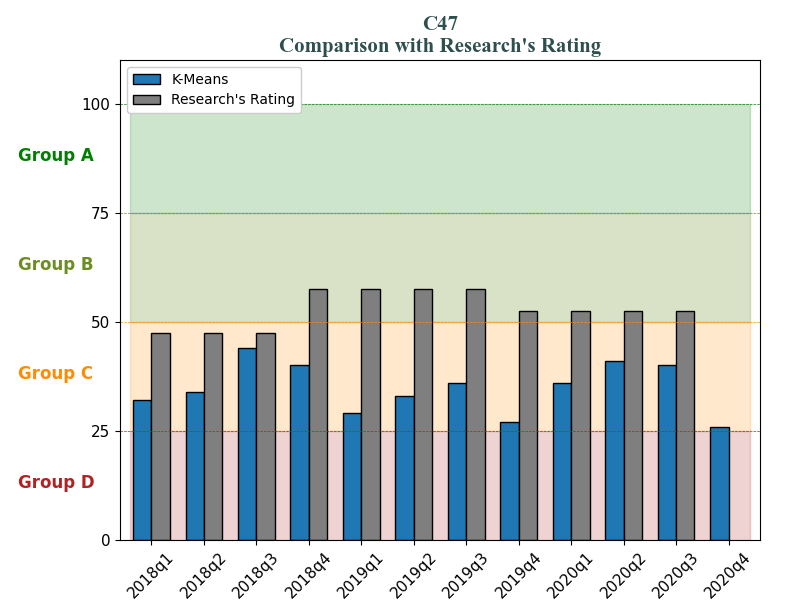 C47
Comparison with Research's Rating
K-Means
Research's Rating
100
75
50
25
0
Group A
Group B
Group C
Group D
2018q1
2018q2
2018q3
2018q4
2019q1
2019q2
2019q3
2019q4
2020q1
2020q2
2020q3
2020q4